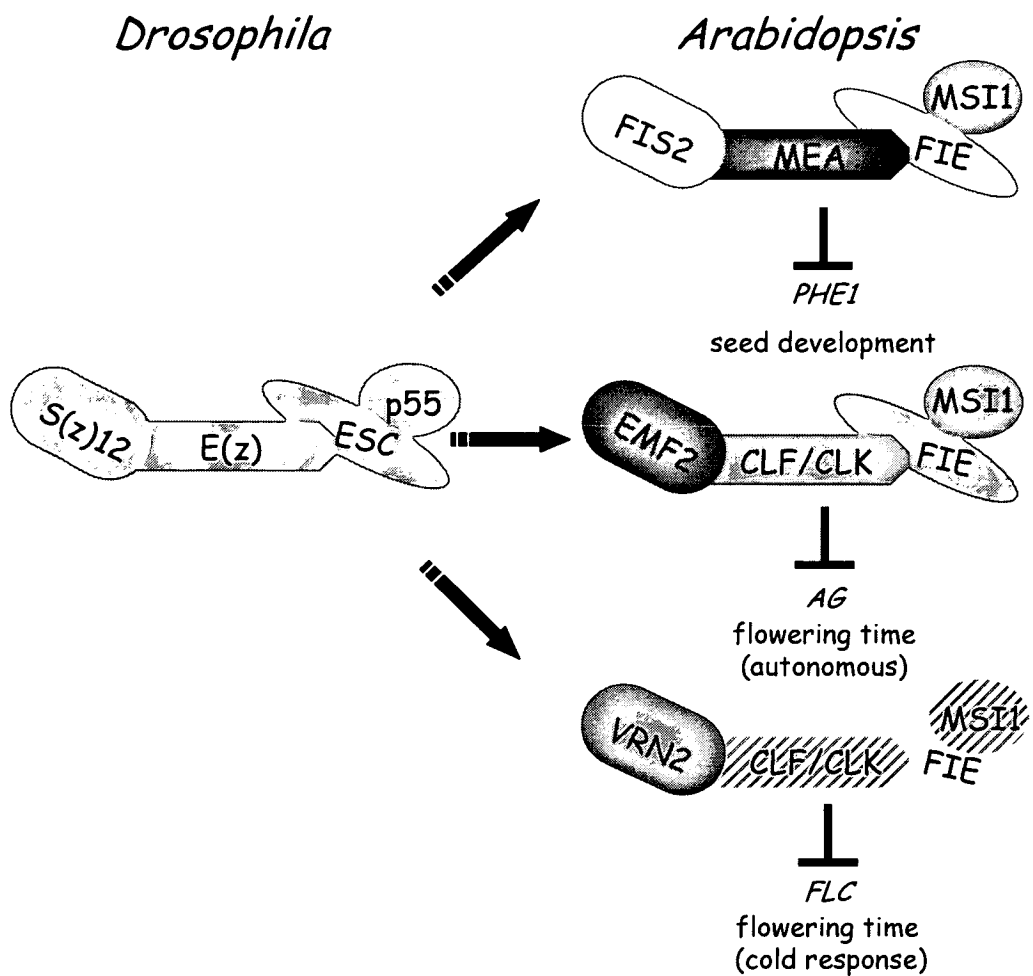 Drosophila
Arabidopsis
FIS2
MEA
FIE
MSI1
PHE1
seed development
S(z)12
E(z)
ESC
p55
EMF2
CLF/CLK
FIE
MSI1
AG
flowering time
(autonomous)
VRN2
CLF/CLK
FIE
MSI1
FLC
flowering time
(cold response)